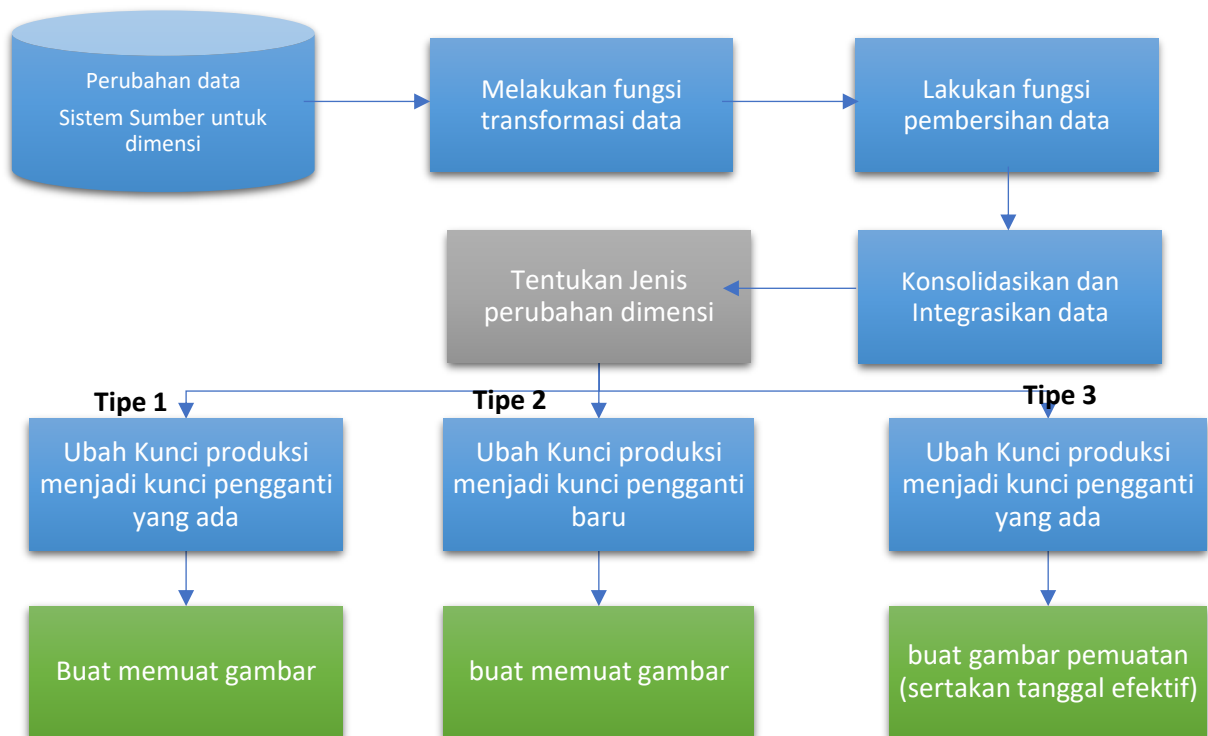 Perubahan data
Sistem Sumber untuk
dimensi
Melakukan fungsi
transformasi data
Lakukan fungsi
pembersihan data
Tentukan Jenis
perubahan dimensi
Konsolidasikan dan
Integrasikan data
Tipe 1
Tipe 2
Tipe 3
Ubah Kunci produksi
menjadi kunci pengganti
yang ada
Ubah Kunci produksi
menjadi kunci pengganti
baru
Ubah Kunci produksi
menjadi kunci pengganti
yang ada
Buat memuat gambar
buat memuat gambar
buat gambar pemuatan
(sertakan tanggal efektif)